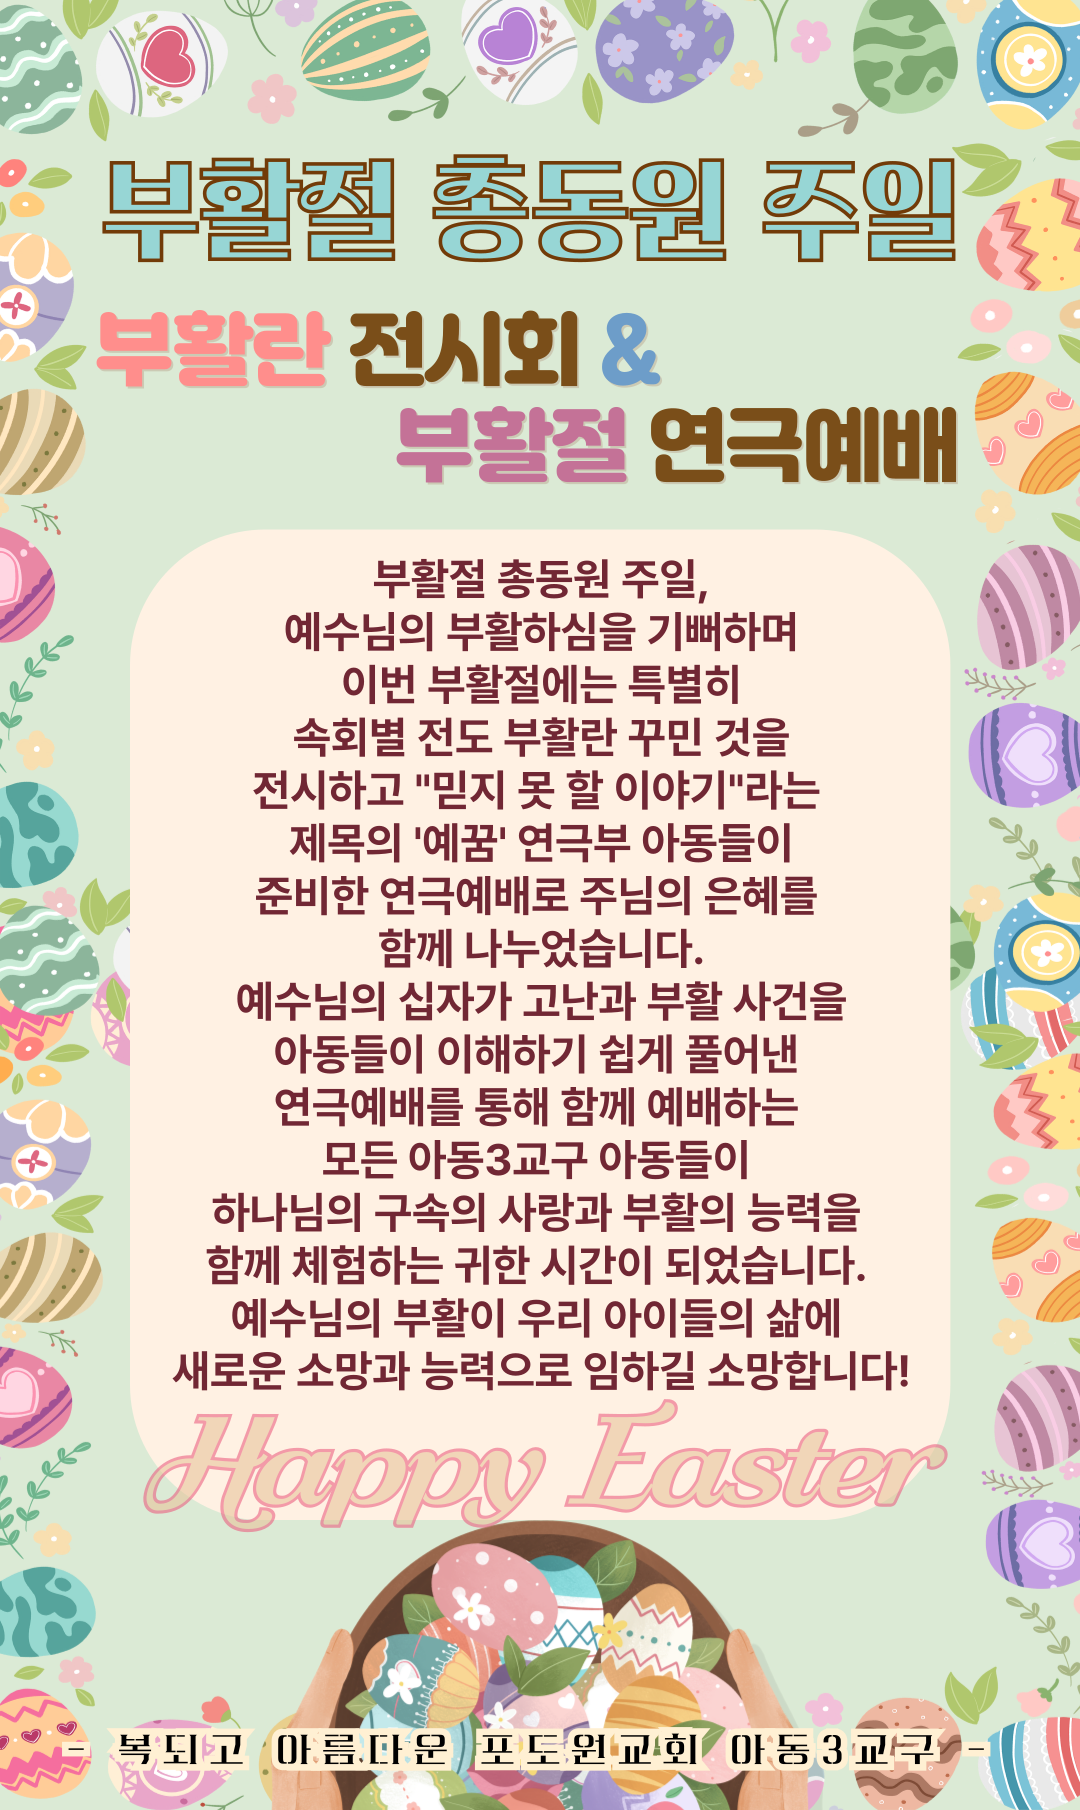 부활절 총동원 주일
부활란 전시회 &
부활절 연극예배
부활절 총동원 주일,
예수님의 부활하심을 기뻐하며
이번 부활절에는 특별히
속회별 전도 부활란 꾸민 것을
전시하고 "믿지 못 할 이야기"라는
제목의 '예꿈' 연극부 아동들이
준비한 연극예배로 주님의 은혜를
함께 나누었습니다.
예수님의 십자가 고난과 부활 사건을
아동들이 이해하기 쉽게 풀어낸
연극예배를 통해 함께 예배하는
모든 아동3교구 아동들이
하나님의 구속의 사랑과 부활의 능력을
함께 체험하는 귀한 시간이 되었습니다.
예수님의 부활이 우리 아이들의 삶에
새로운 소망과 능력으로 임하길 소망합니다!
Happy Easter
- 복되고 아름다운 포도원교회 아동3교구 -